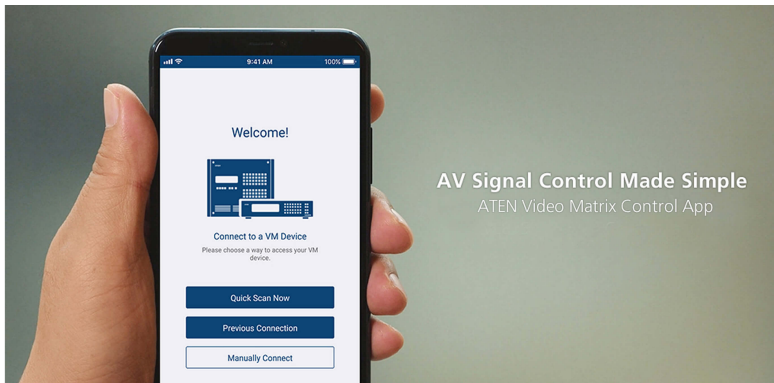 9:41 AM
100%
Welcome!
Connect to a VM Device
Please choose a way to access your VM
device.
Quick Scan Now
Previous Connection
Manually Connect
AV Signal Control Made Simple
ATEN Video Matrix Control App